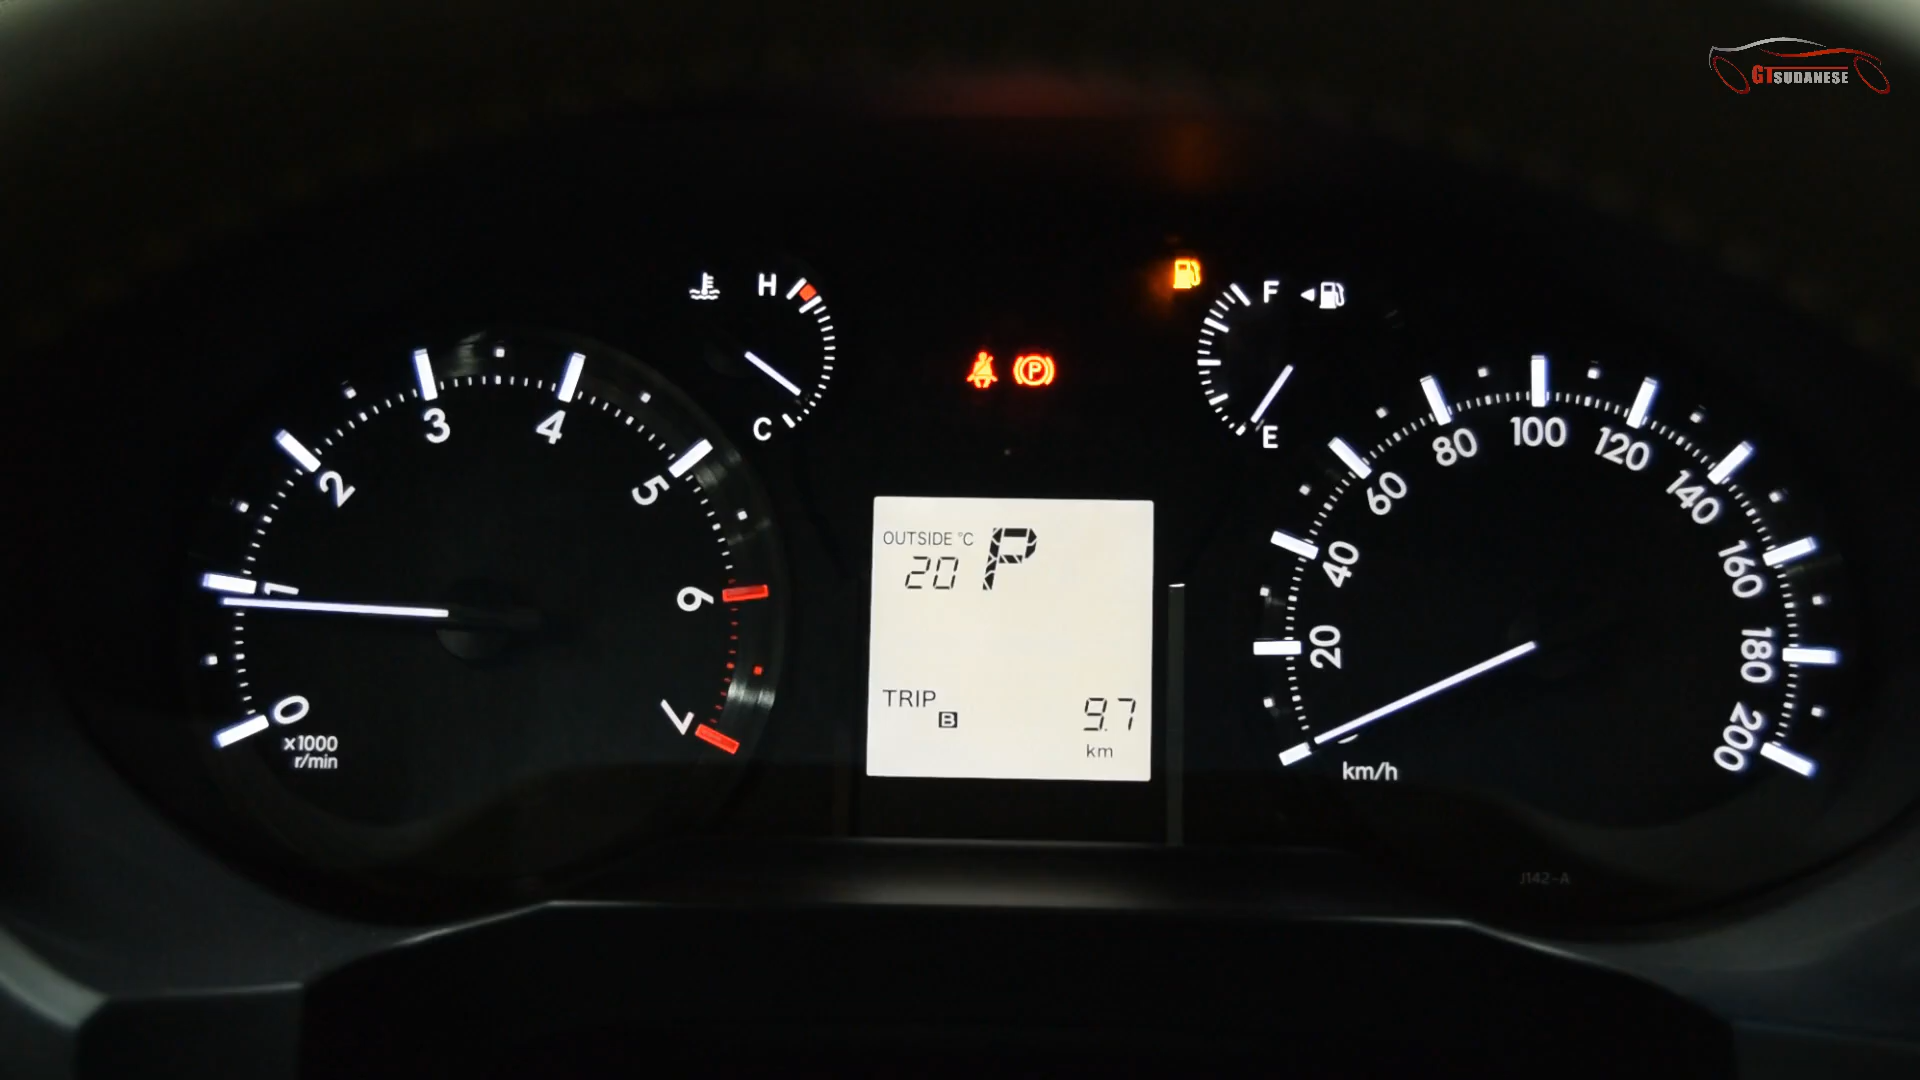 GTSUDANESE
H
C
F
E
P
0
1
2
3
4
5
6
7
x1000
r/min
OUTSIDE °C
20 P
TRIP
B
9.7
km
20
40
60
80
100
120
140
160
180
200
km/h
J142-A